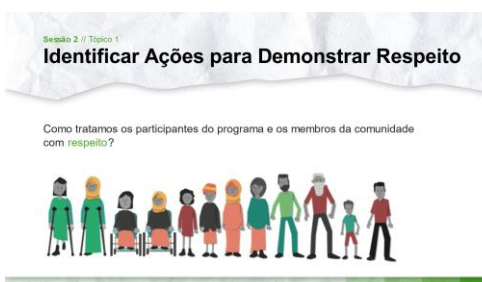 Sessão 2 // Tópico 1
Identificar Ações para Demonstrar Respeito
Como tratamos os participantes do programa e os membros da comunidade
com respeito?